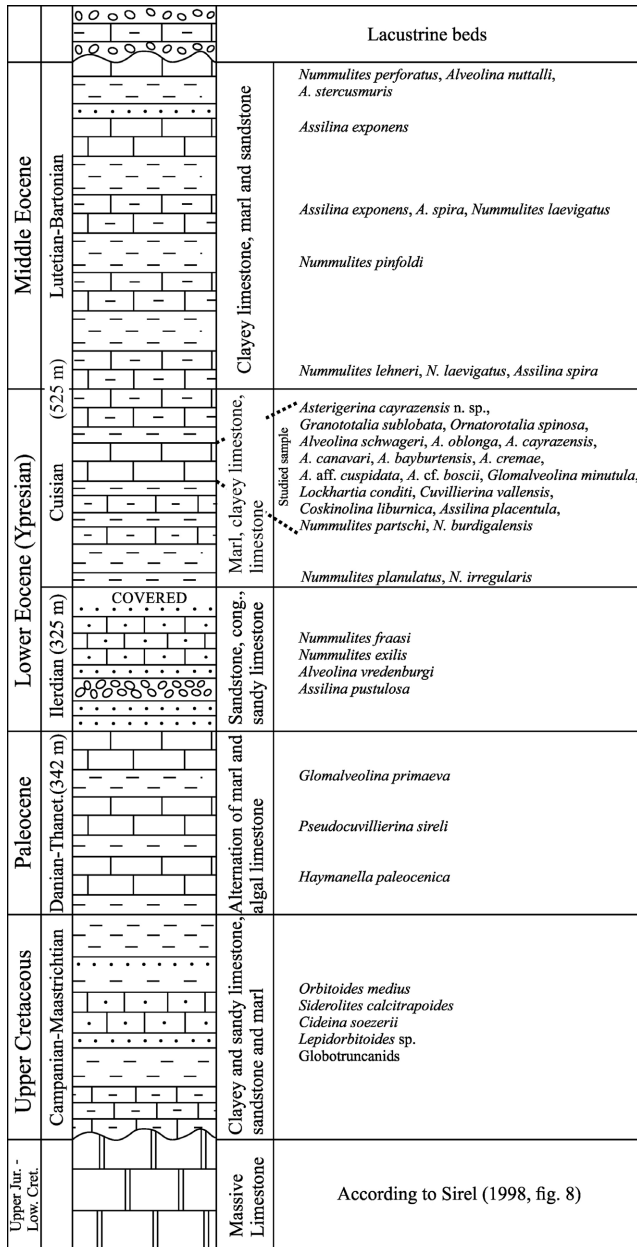 Lacustrine beds
Middle Eocene
Lutetian-Bartonian
(525 m)
Clayey limestone, marl and sandstone
Nummulites perforatus, Alveolina nuttalli,
A. stercusmuris
Assilina exponens
Assilina exponens, A. spira, Nummulites laevigatus
Nummulites pinfoldi
Nummulites lehneri, N. laevigatus, Assilina spira
Lower Eocene (Ypresian)
Cuisian
Marl, clayey limestone,
limestone
Studied sample
Asterigerina cayrazensis n. sp.,
Granototalia sublobata, Ornatorotalia spinosa,
Alveolina schwageri, A. oblonga, A. cayrazensis,
A. canavari, A. bayburtensis, A. cremae,
A. aff. cuspidata, A. cf. boscii, Glomalveolina minutula,
Lockhartia conditi, Cuvillierina vallensis,
Coskinolina liburnica, Assilina placentula,
Nummulites partschi, N. burdigalensis
Nummulites planulatus, N. irregularis
Ilerdian (325 m)
COVERED
Sandstone, cong.,
sandy limestone
Nummulites fraasi
Nummulites exilis
Alveolina vredenburgi
Assilina pustulosa
Paleocene
Danian-Thanet.(342 m)
Alternation of marl and
algal limestone
Glomalveolina primaeva
Pseudocuvillierina sireli
Haymanella paleocenica
Upper Cretaceous
Campanian-Maastrichtian
Clayey and sandy limestone,
sandstone and marl
Orbitoides medius
Siderolites calcitrapoides
Cideina soezerii
Lepidorbitoides sp.
Globotruncanids
Upper Jur. -
Low. Cret.
Massive
Limestone
According to Sirel (1998, fig. 8)